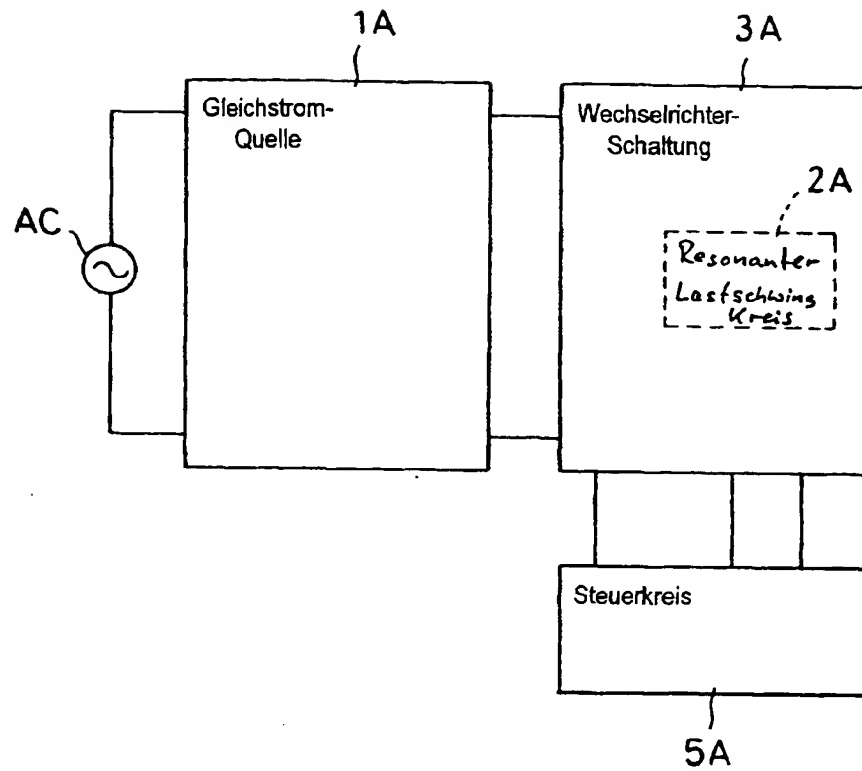 1A
3A
Gleichstrom-
Quelle
Wechselrichter-
Schaltung
2A
AC
Resonanter
Lastschwing
Kreis
Steuerkreis
5A